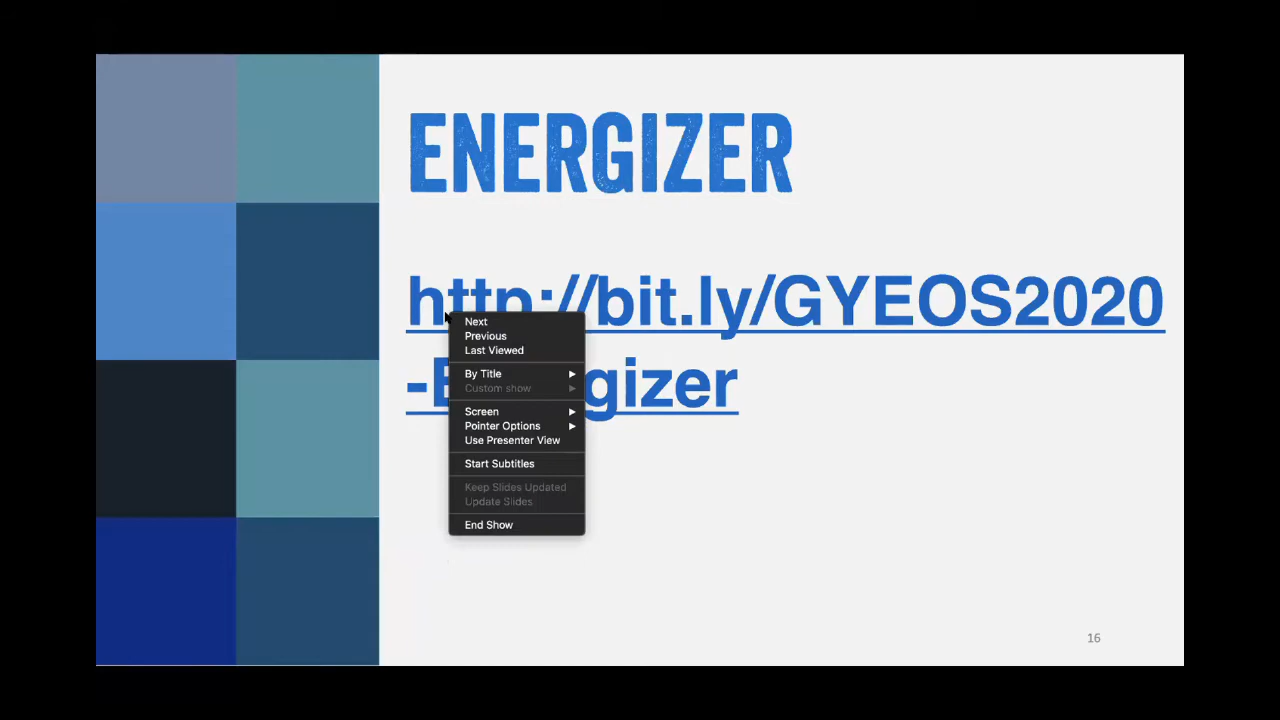 ENERGIZER
http://bit.ly/GYEOS2020
-Energizer
Next
Previous
Last Viewed
By Title
Custom show
Screen
Pointer Options
Use Presenter View
Start Subtitles
Keep Slides Updated
Update Slides
End Show
16